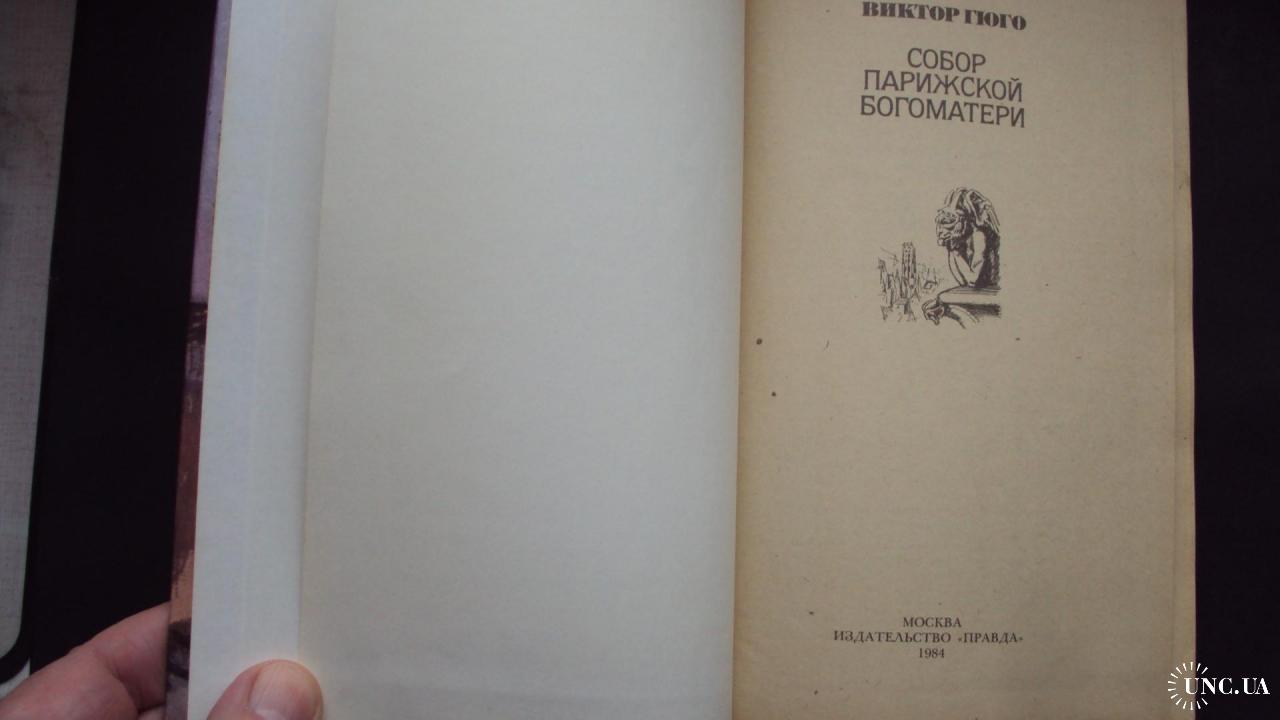 ВИКТОР ГЮГО
СОБОР
ПАРИЖСКОЙ
БОГОМАТЕРИ
МОСКВА
ИЗДАТЕЛЬСТВО «ПРАВДА»
1984
UNC.UA